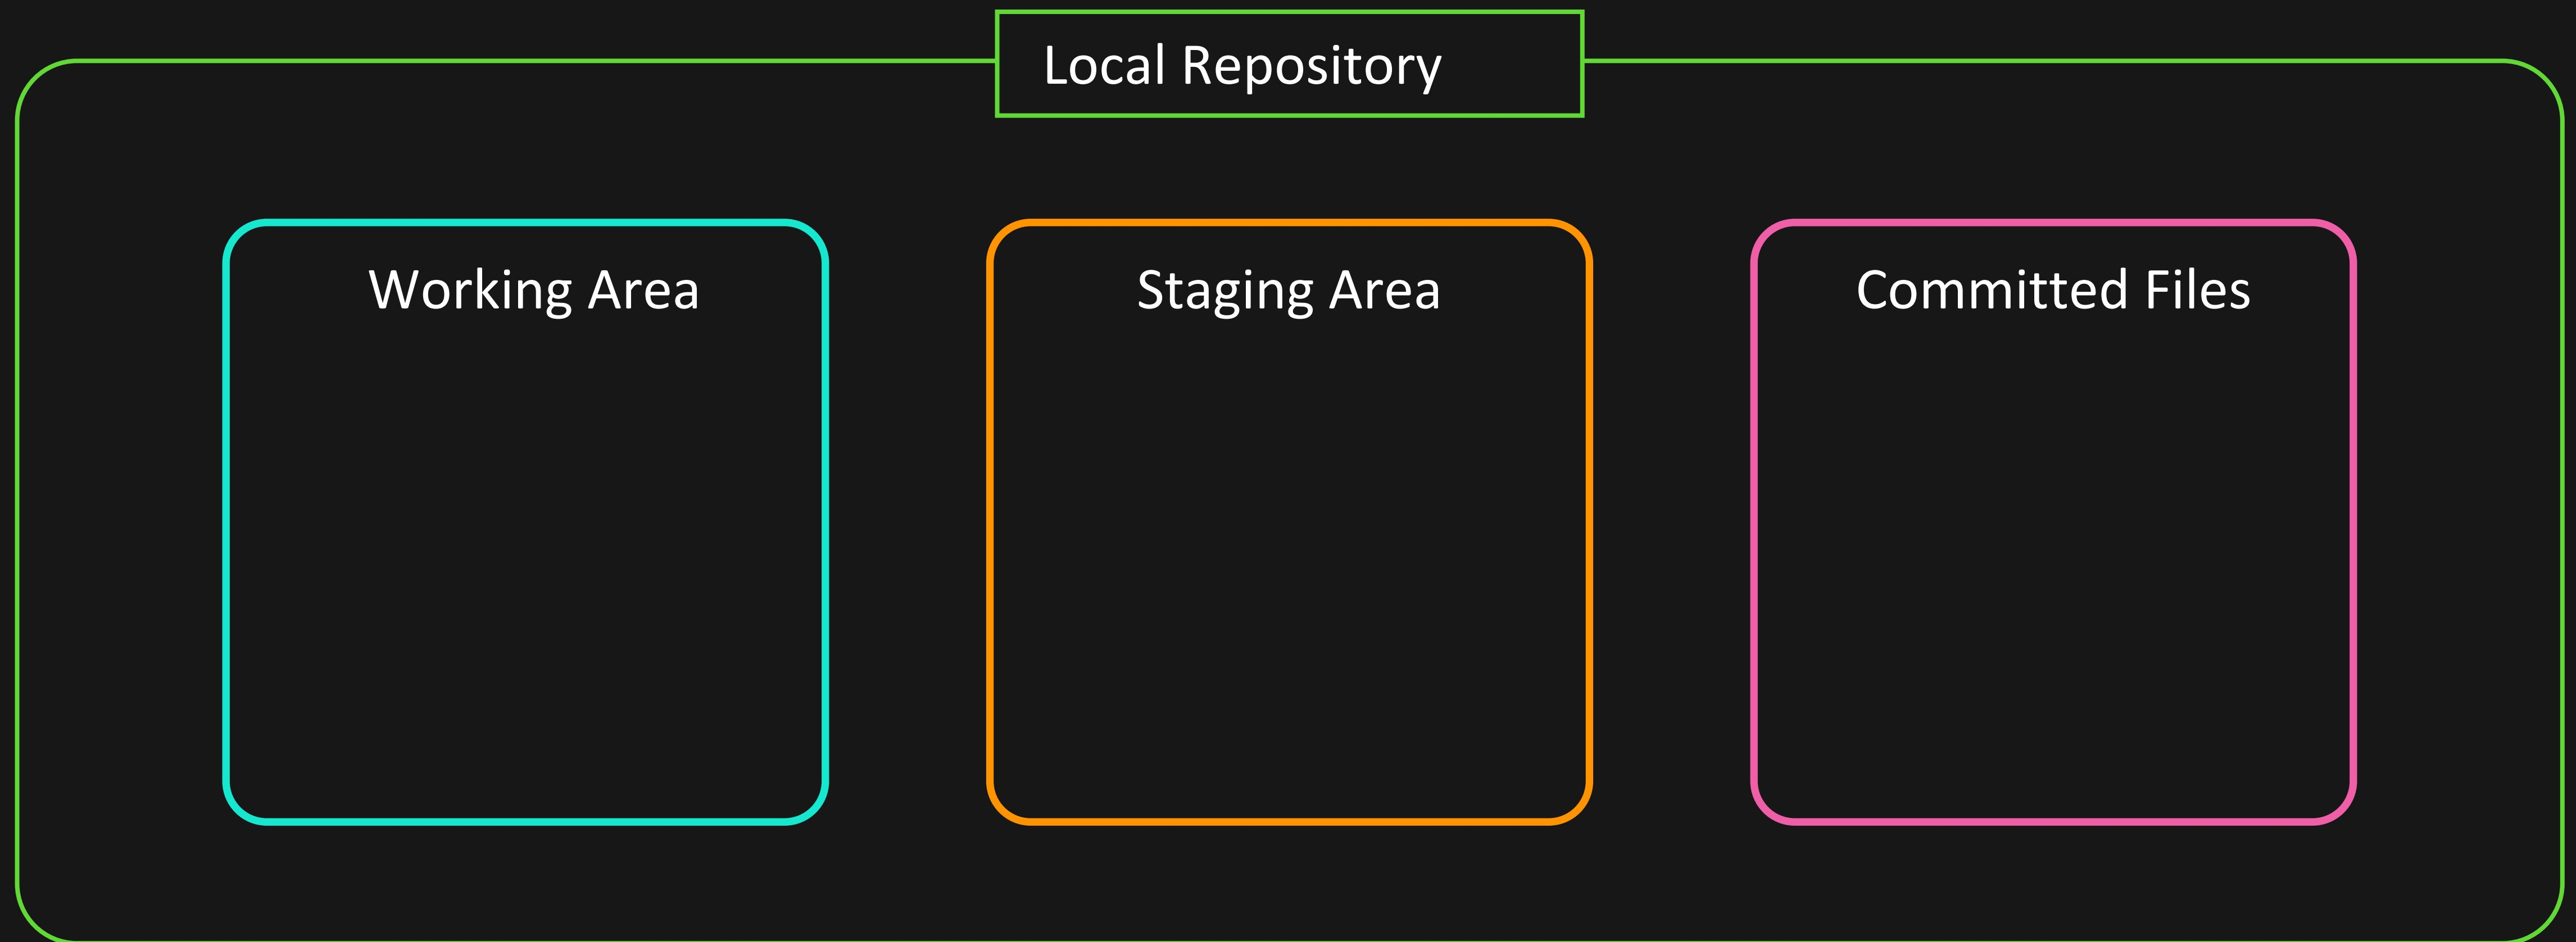 Local Repository
Working Area
Staging Area
Committed Files